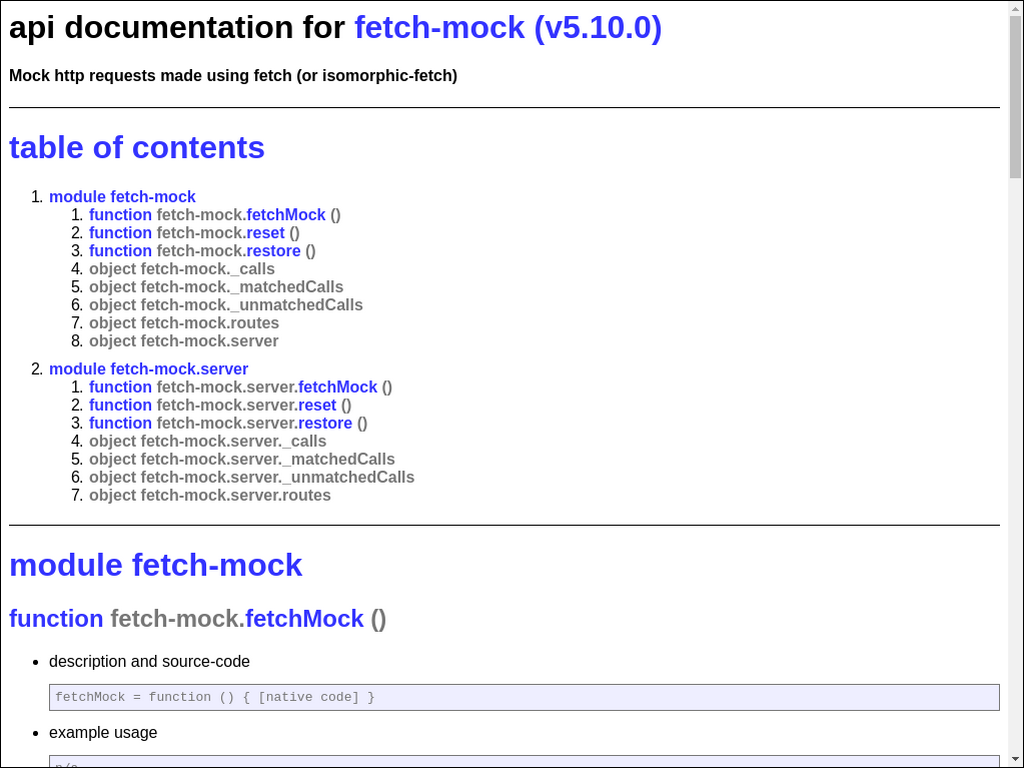 api documentation for fetch-mock (v5.10.0)
Mock http requests made using fetch (or isomorphic-fetch)
table of contents
1. module fetch-mock
1. function fetch-mock.fetchMock ()
2. function fetch-mock.reset ()
3. function fetch-mock.restore ()
4. object fetch-mock._calls
5. object fetch-mock._matchedCalls
6. object fetch-mock._unmatchedCalls
7. object fetch-mock.routes
8. object fetch-mock.server
2. module fetch-mock.server
1. function fetch-mock.server.fetchMock ()
2. function fetch-mock.server.reset ()
3. function fetch-mock.server.restore ()
4. object fetch-mock.server._calls
5. object fetch-mock.server._matchedCalls
6. object fetch-mock.server._unmatchedCalls
7. object fetch-mock.server.routes
module fetch-mock
function fetch-mock.fetchMock ()
• description and source-code
fetchMock = function () { [native code] }
• example usage